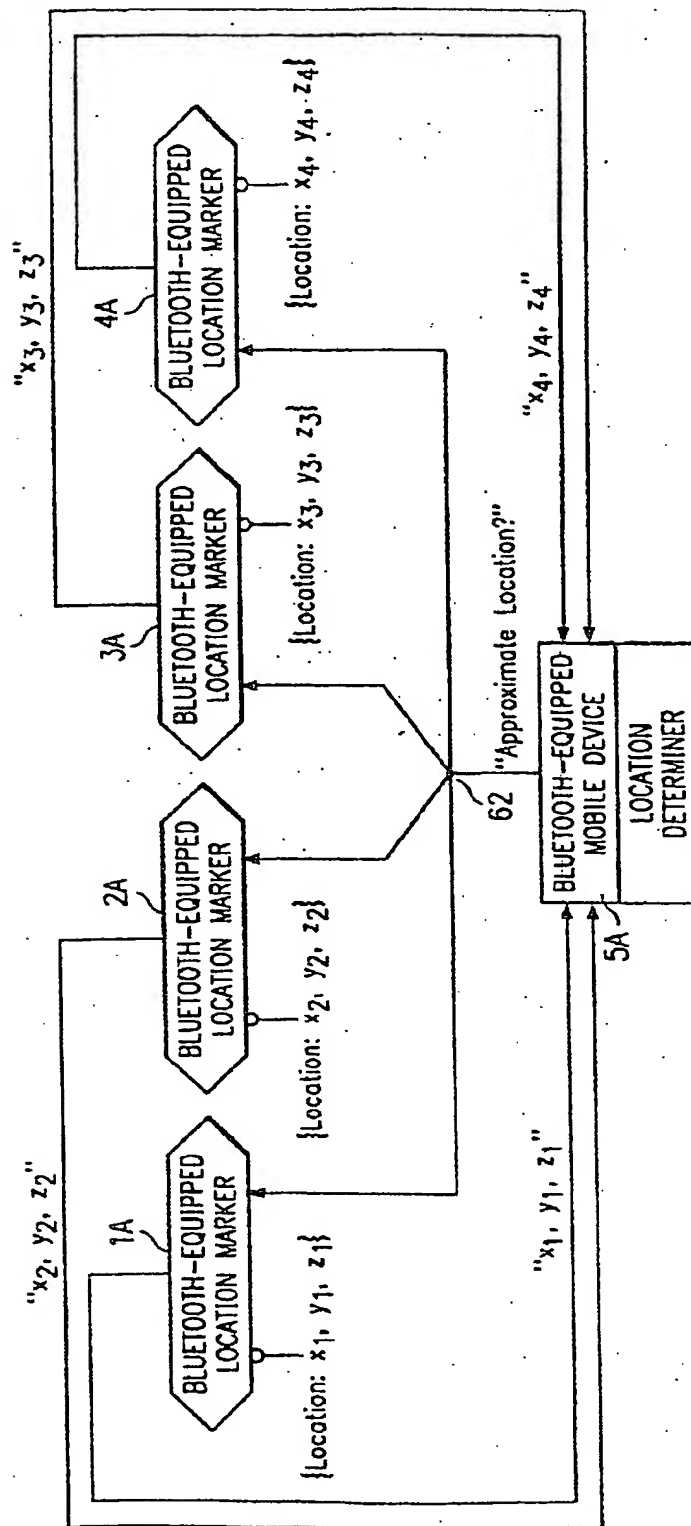 "x2, y2, z2"
"x3, y3, z3"
1A
BLUETOOTH-EQUIPPED
LOCATION MARKER
{Location: x1, y1, z1}
2A
BLUETOOTH-EQUIPPED
LOCATION MARKER
{Location: x2, y2, z2}
3A
BLUETOOTH-EQUIPPED
LOCATION MARKER
{Location: x3, y3, z3}
4A
BLUETOOTH-EQUIPPED
LOCATION MARKER
{Location: x4, y4, z4}
62
"Approximate Location?"
"x1, y1, z1"
"x4, y4, z4"
BLUETOOTH-EQUIPPED
MOBILE DEVICE
5A
LOCATION
DETERMINER